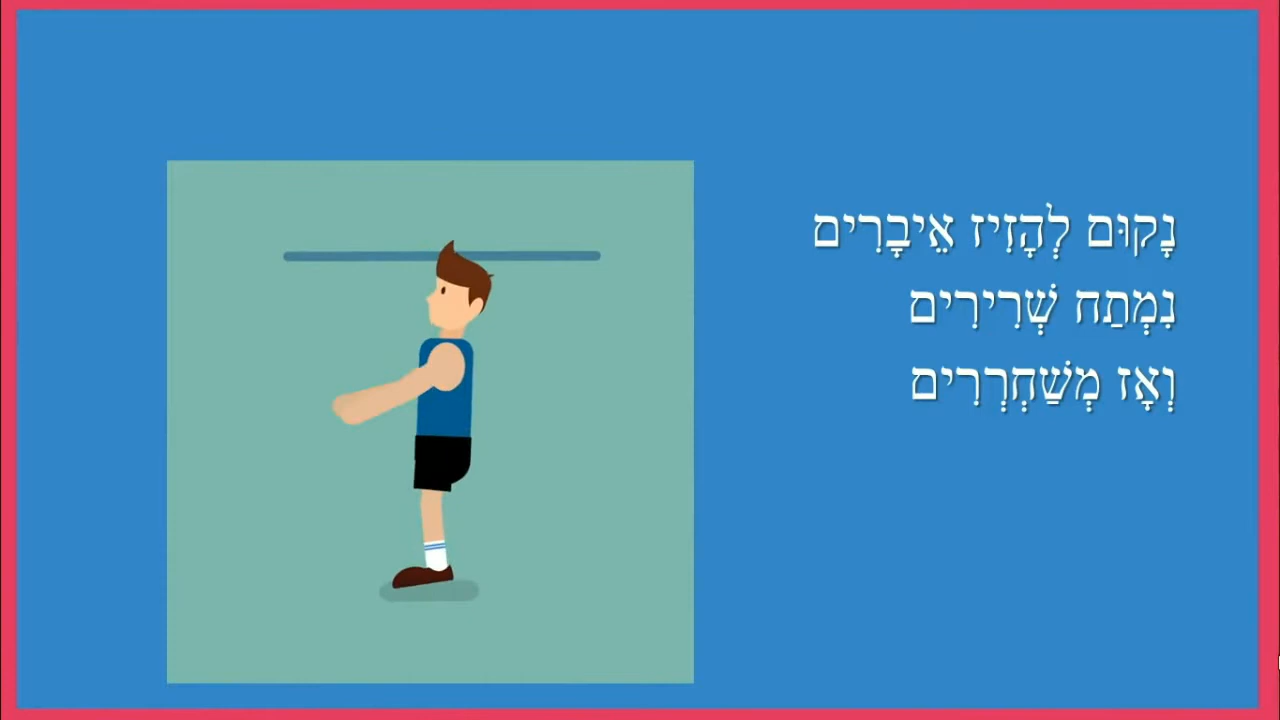 נָקוּם לְהָזִיז אֵיבָרִים
נִמְתַח שְׁרִירִים
וְאָז מְשַׁחְרְרִים